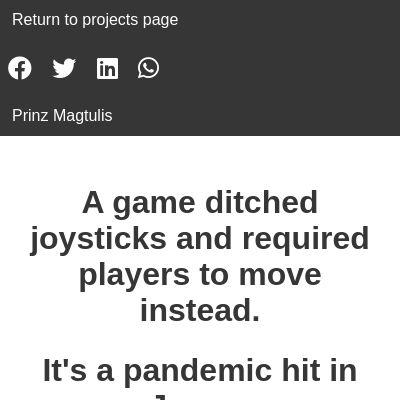 Return to projects page
Prinz Magtulis
A game ditched
joysticks and required
players to move
instead.
It's a pandemic hit in